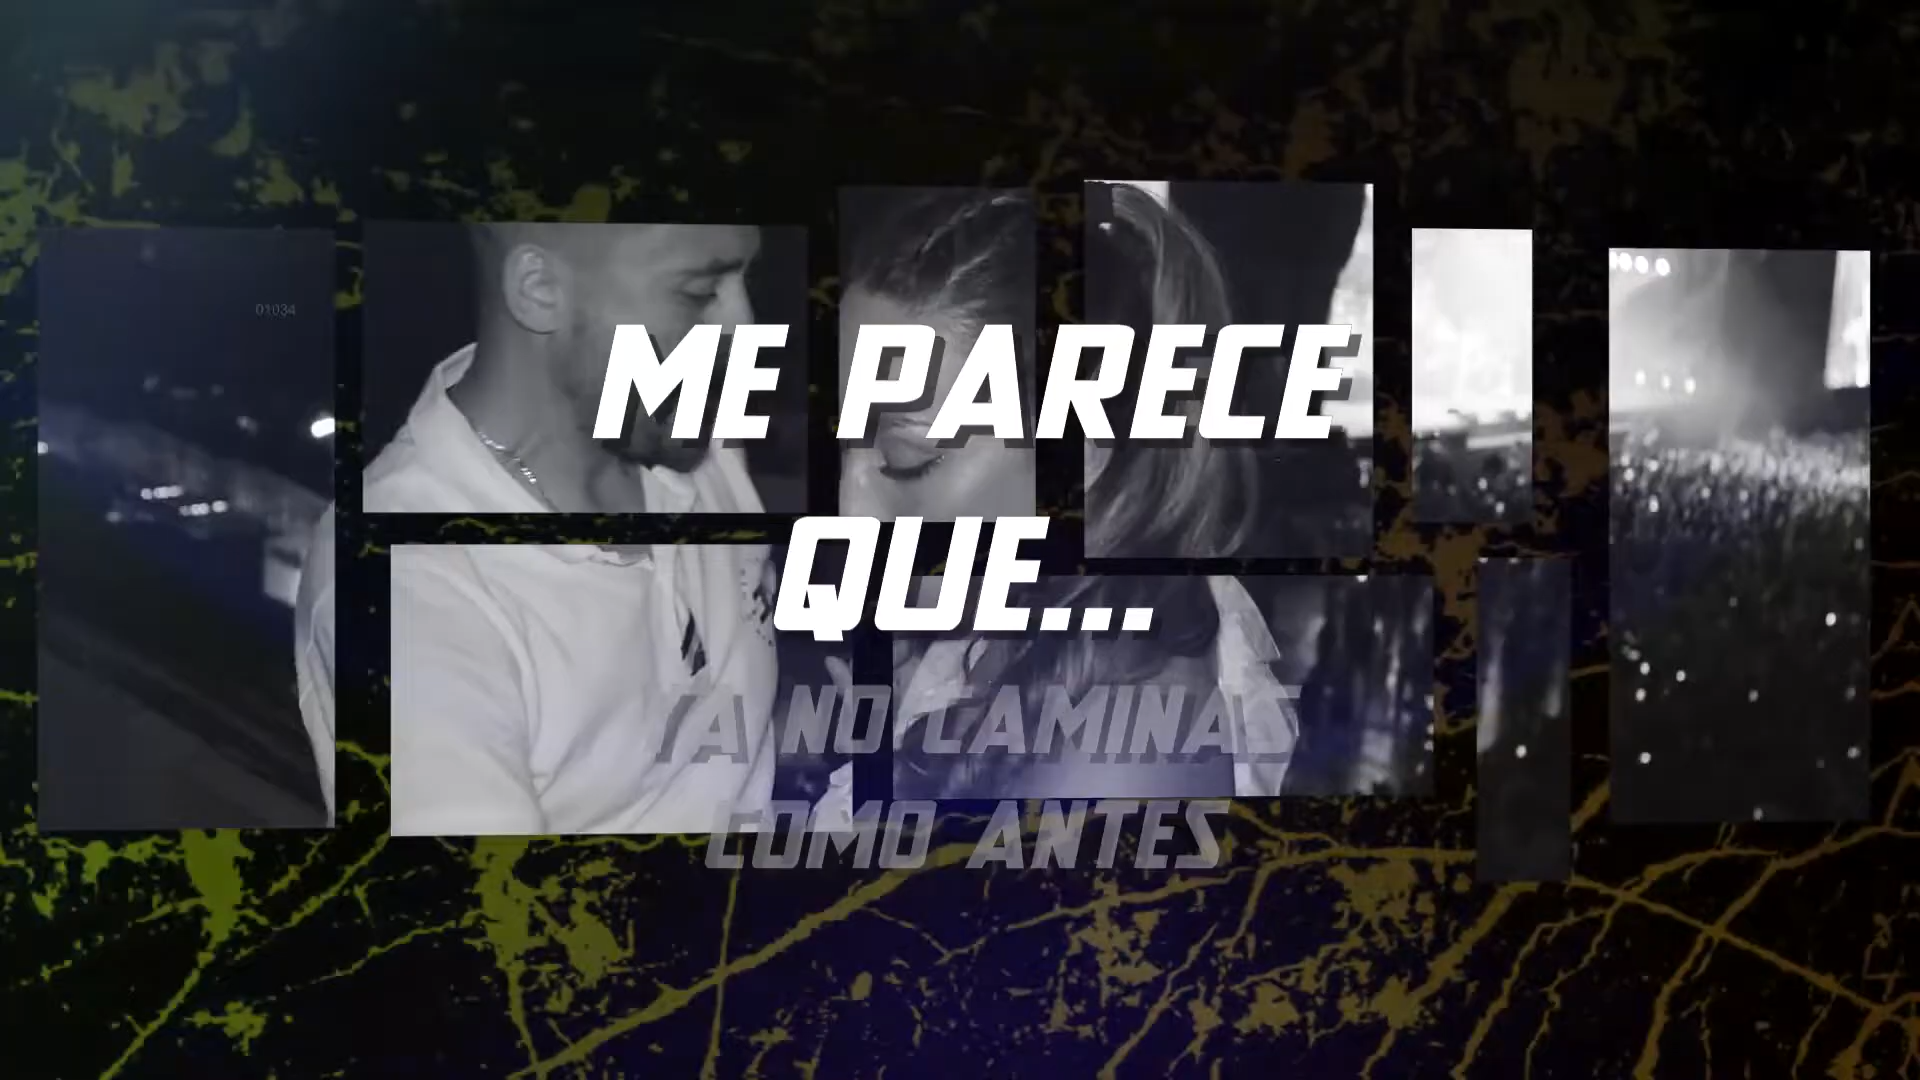 01034
ME PARECE
QUE...
YA NO CAMINAS
COMO ANTES